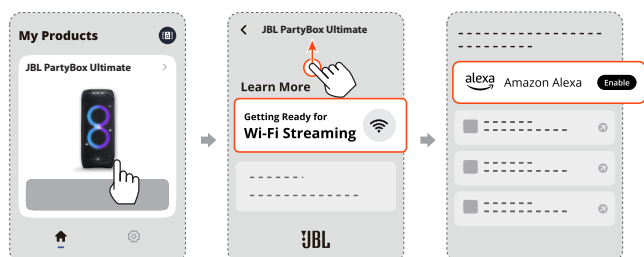 My Products
JBL PartyBox Ultimate
JBL PartyBox Ultimate
Learn More
Getting Ready for
Wi-Fi Streaming
JBL
alexa Amazon Alexa Enable